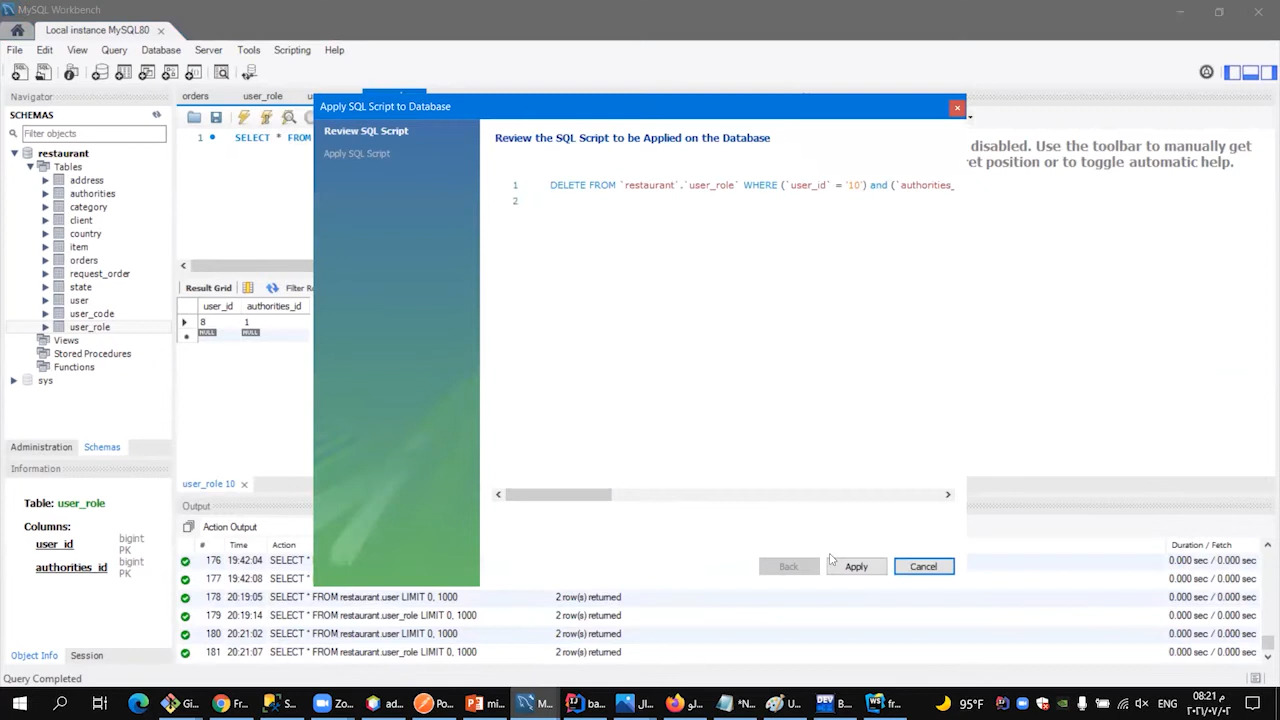 MySQL Workbench
Local instance MySQL80
File Edit View Query Database Server Tools Scripting Help
Navigator
SCHEMAS
Filter objects
restaurant
Tables
address
authorities
category
client
country
item
orders
request_order
state
user
user_code
user_role
Views
Stored Procedures
Functions
sys
Administration Schemas
Information
Table: user_role
Columns:
user_id bigint PK
authorities_id bigint PK
Object Info Session
Query Completed
orders user_role
1 SELECT * FROM
Result Grid Filter
user_id authorities_id
8 1
NULL NULL
user_role 10
Apply SQL Script to Database
Review SQL Script
Apply SQL Script
Review the SQL Script to be Applied on the Database
1 DELETE FROM `restaurant`.`user_role` WHERE (`user_id` = '10') and (`authorities_
2
Back Apply Cancel
disabled. Use the toolbar to manually get
et position or to toggle automatic help.
Output
Action Output
# Time Action Duration / Fetch
176 19:42:04 SELECT * F 0.000 sec / 0.000 sec
177 19:42:08 SELECT * F 0.000 sec / 0.000 sec
178 20:19:05 SELECT * FROM restaurant.user LIMIT 0, 1000 2 row(s) returned 0.000 sec / 0.000 sec
179 20:19:14 SELECT * FROM restaurant.user_role LIMIT 0, 1000 2 row(s) returned 0.000 sec / 0.000 sec
180 20:21:02 SELECT * FROM restaurant.user LIMIT 0, 1000 2 row(s) returned 0.000 sec / 0.000 sec
181 20:21:07 SELECT * FROM restaurant.user_role LIMIT 0, 1000 2 row(s) returned 0.000 sec / 0.000 sec
Gi... Fr... S... Zo... ad... Po... mi... M... ba... *N... U... B... fr... 95°F ENG 08:21